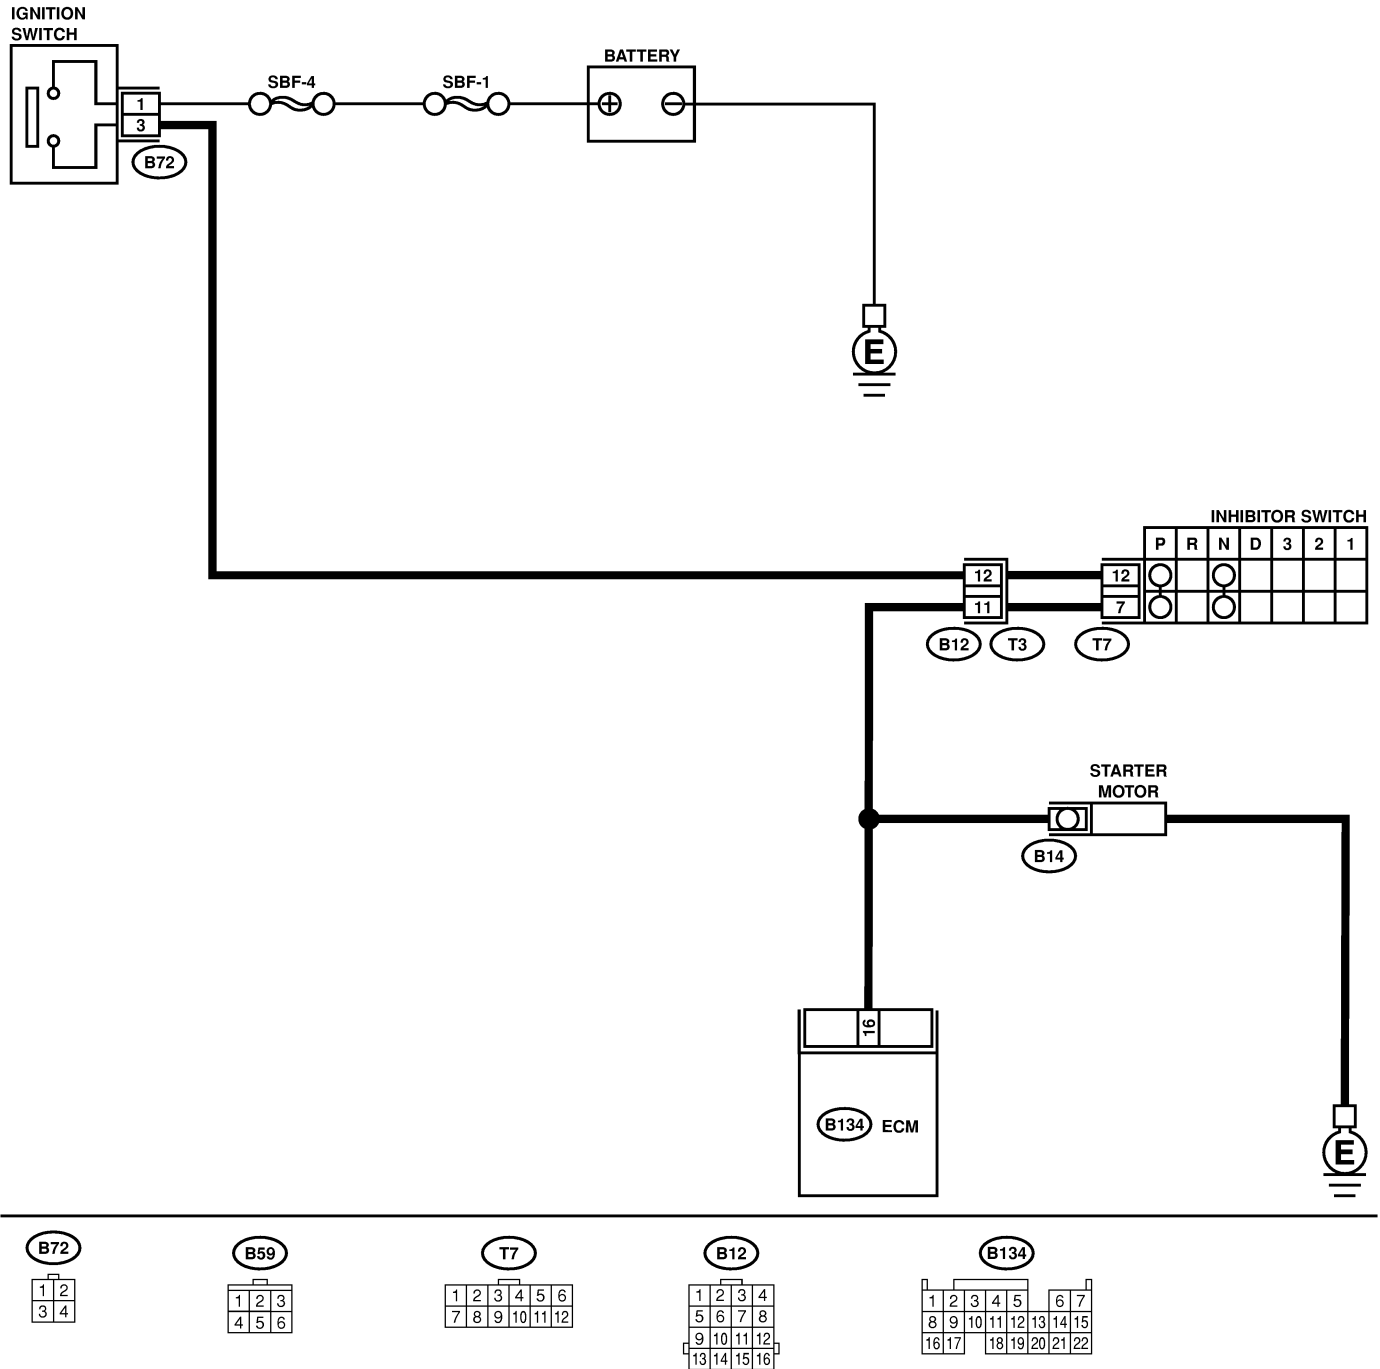 IGNITION
SWITCH
BATTERY
SBF-4
SBF-1
1
3
B72
E
INHIBITOR SWITCH
P R N D 3 2 1
12
12
11
7
B12
T3
T7
STARTER
MOTOR
B14
16
B134
ECM
E
B72
B59
T7
B12
B134
1 2
3 4
1 2 3
4 5 6
1 2 3 4 5 6
7 8 9 10 11 12
1 2 3 4
5 6 7 8
9 10 11 12
13 14 15 16
1 2 3 4 5 6 7
8 9 10 11 12 13 14 15
16 17 18 19 20 21 22